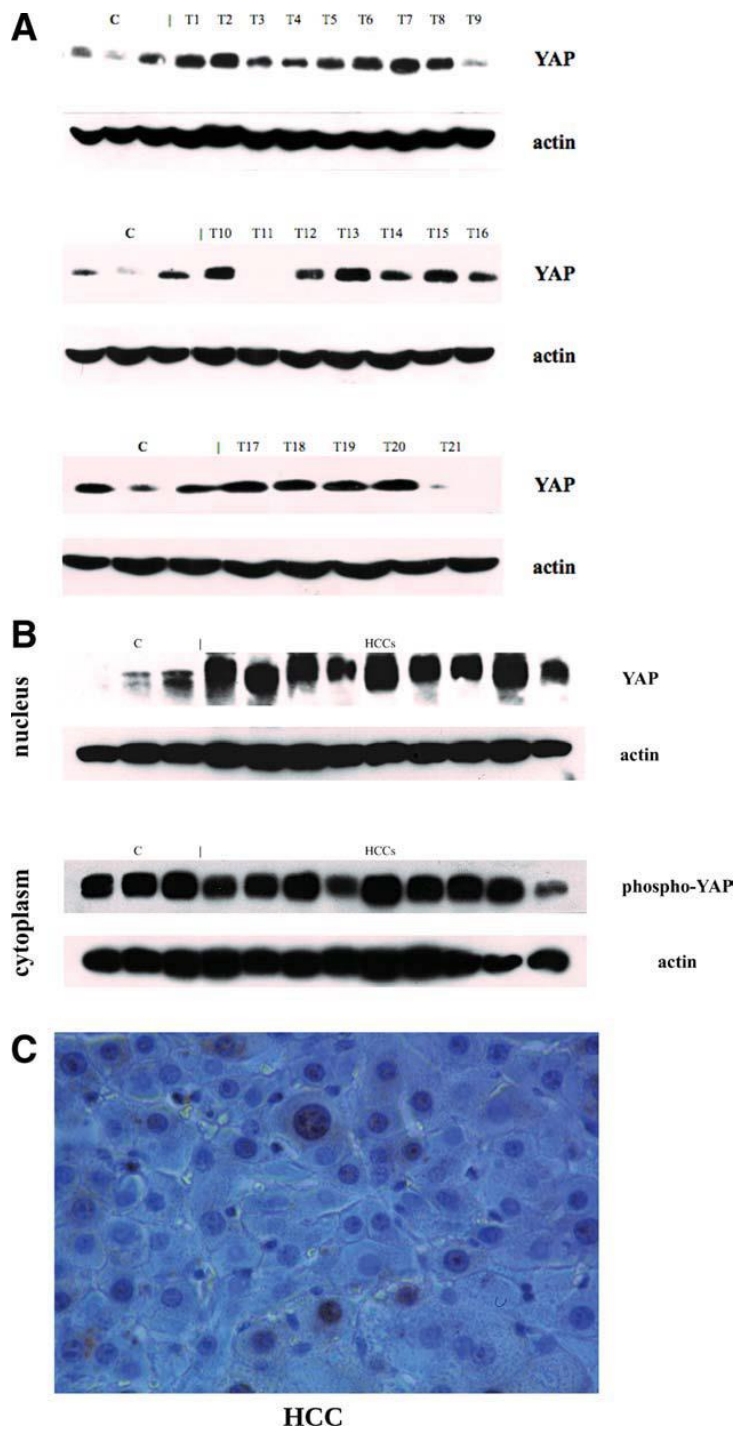 A
C | T1 T2 T3 T4 T5 T6 T7 T8 T9
YAP
actin
C | T10 T11 T12 T13 T14 T15 T16
YAP
actin
C | T17 T18 T19 T20 T21
YAP
actin
B
C | HCCs
nucleus
YAP
actin
C | HCCs
cytoplasm
phospho-YAP
actin
C
HCC